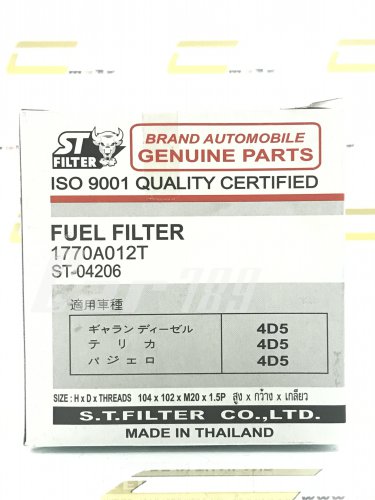 ST
FILTER
BRAND AUTOMOBILE
GENUINE PARTS
ISO 9001 QUALITY CERTIFIED
FUEL FILTER
1770A012T
ST-04206
適用車種
ギャラン ディーゼル 4D5
テリカ 4D5
パジェロ 4D5
SIZE : H x D x THREADS 104 x 102 x M20 x 1.5P สูง x กว้าง x เกลียว
S.T.FILTER CO.,LTD.
MADE IN THAILAND